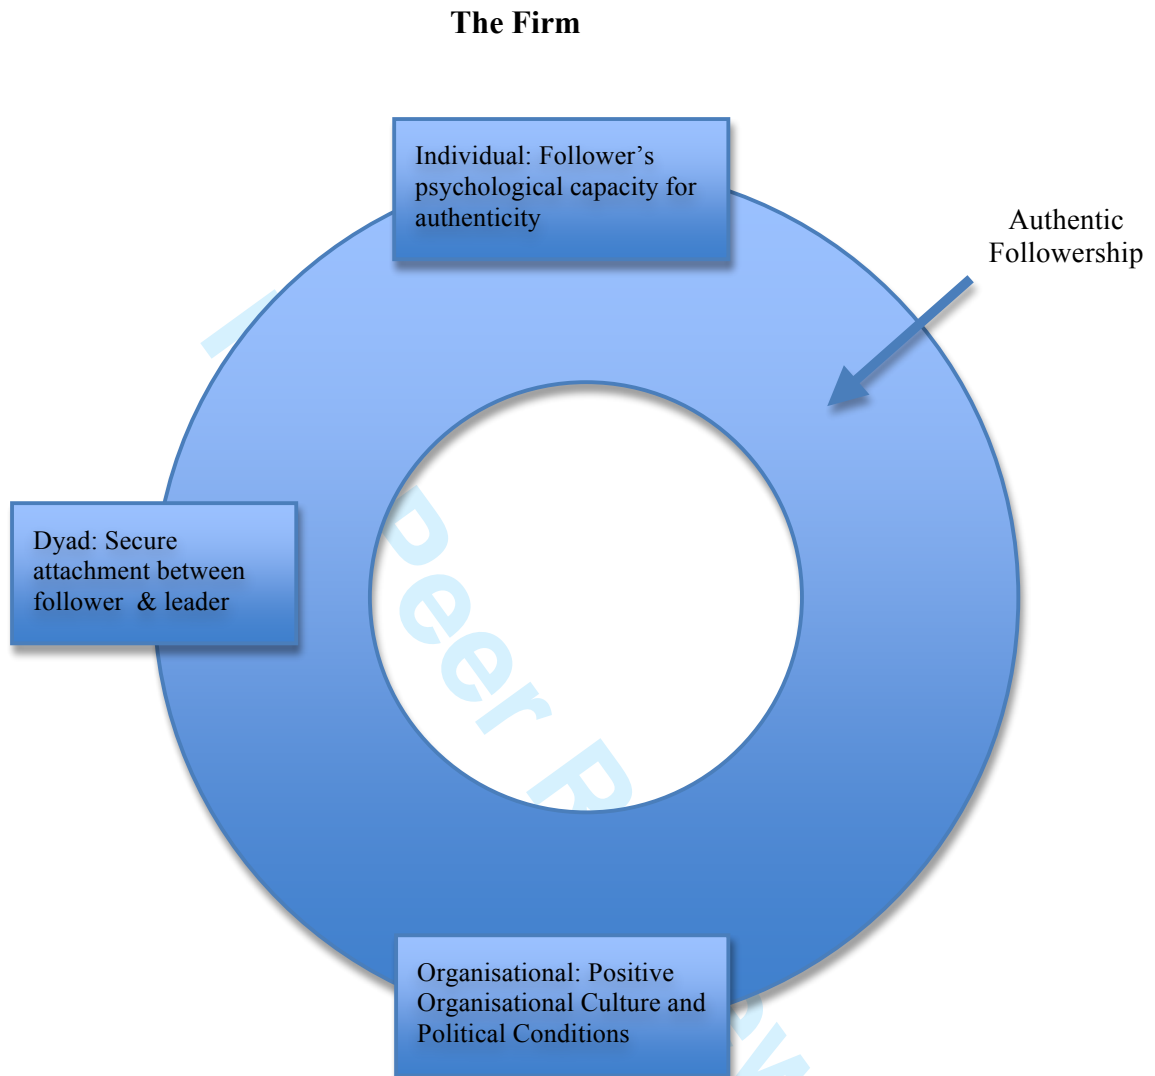 The Firm
Individual: Follower’s
psychological capacity for
authenticity
Authentic
Followership
Dyad: Secure
attachment between
follower & leader
Peer R
Organisational: Positive
Organisational Culture and
Political Conditions